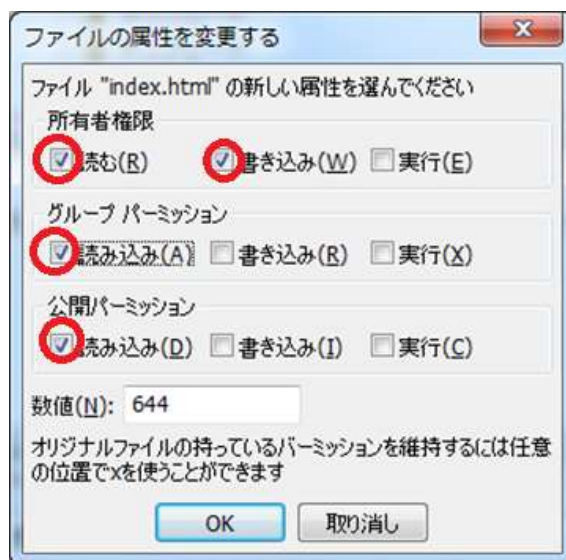 ファイルの属性を変更する
ファイル "index.html" の新しい属性を選んでください
所有者権限
読む(R) 書き込み(W) 実行(E)
グループ パーミッション
読み込み(A) 書き込み(R) 実行(X)
公開パーミッション
読み込み(D) 書き込み(I) 実行(C)
数値(N): 644
オリジナルファイルの持っているパーミッションを維持するには任意
の位置でxを使うことができます
OK 取り消し